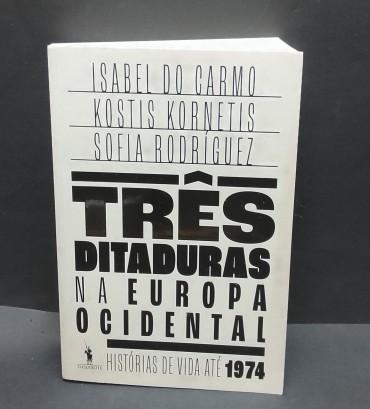 ISABEL DO CARMO
KOSTIS KORNETIS
SOFIA RODRÍGUEZ
TRÊS
DITADURAS
NA EUROPA
OCIDENTAL
HISTÓRIAS DE VIDA ATÉ 1974